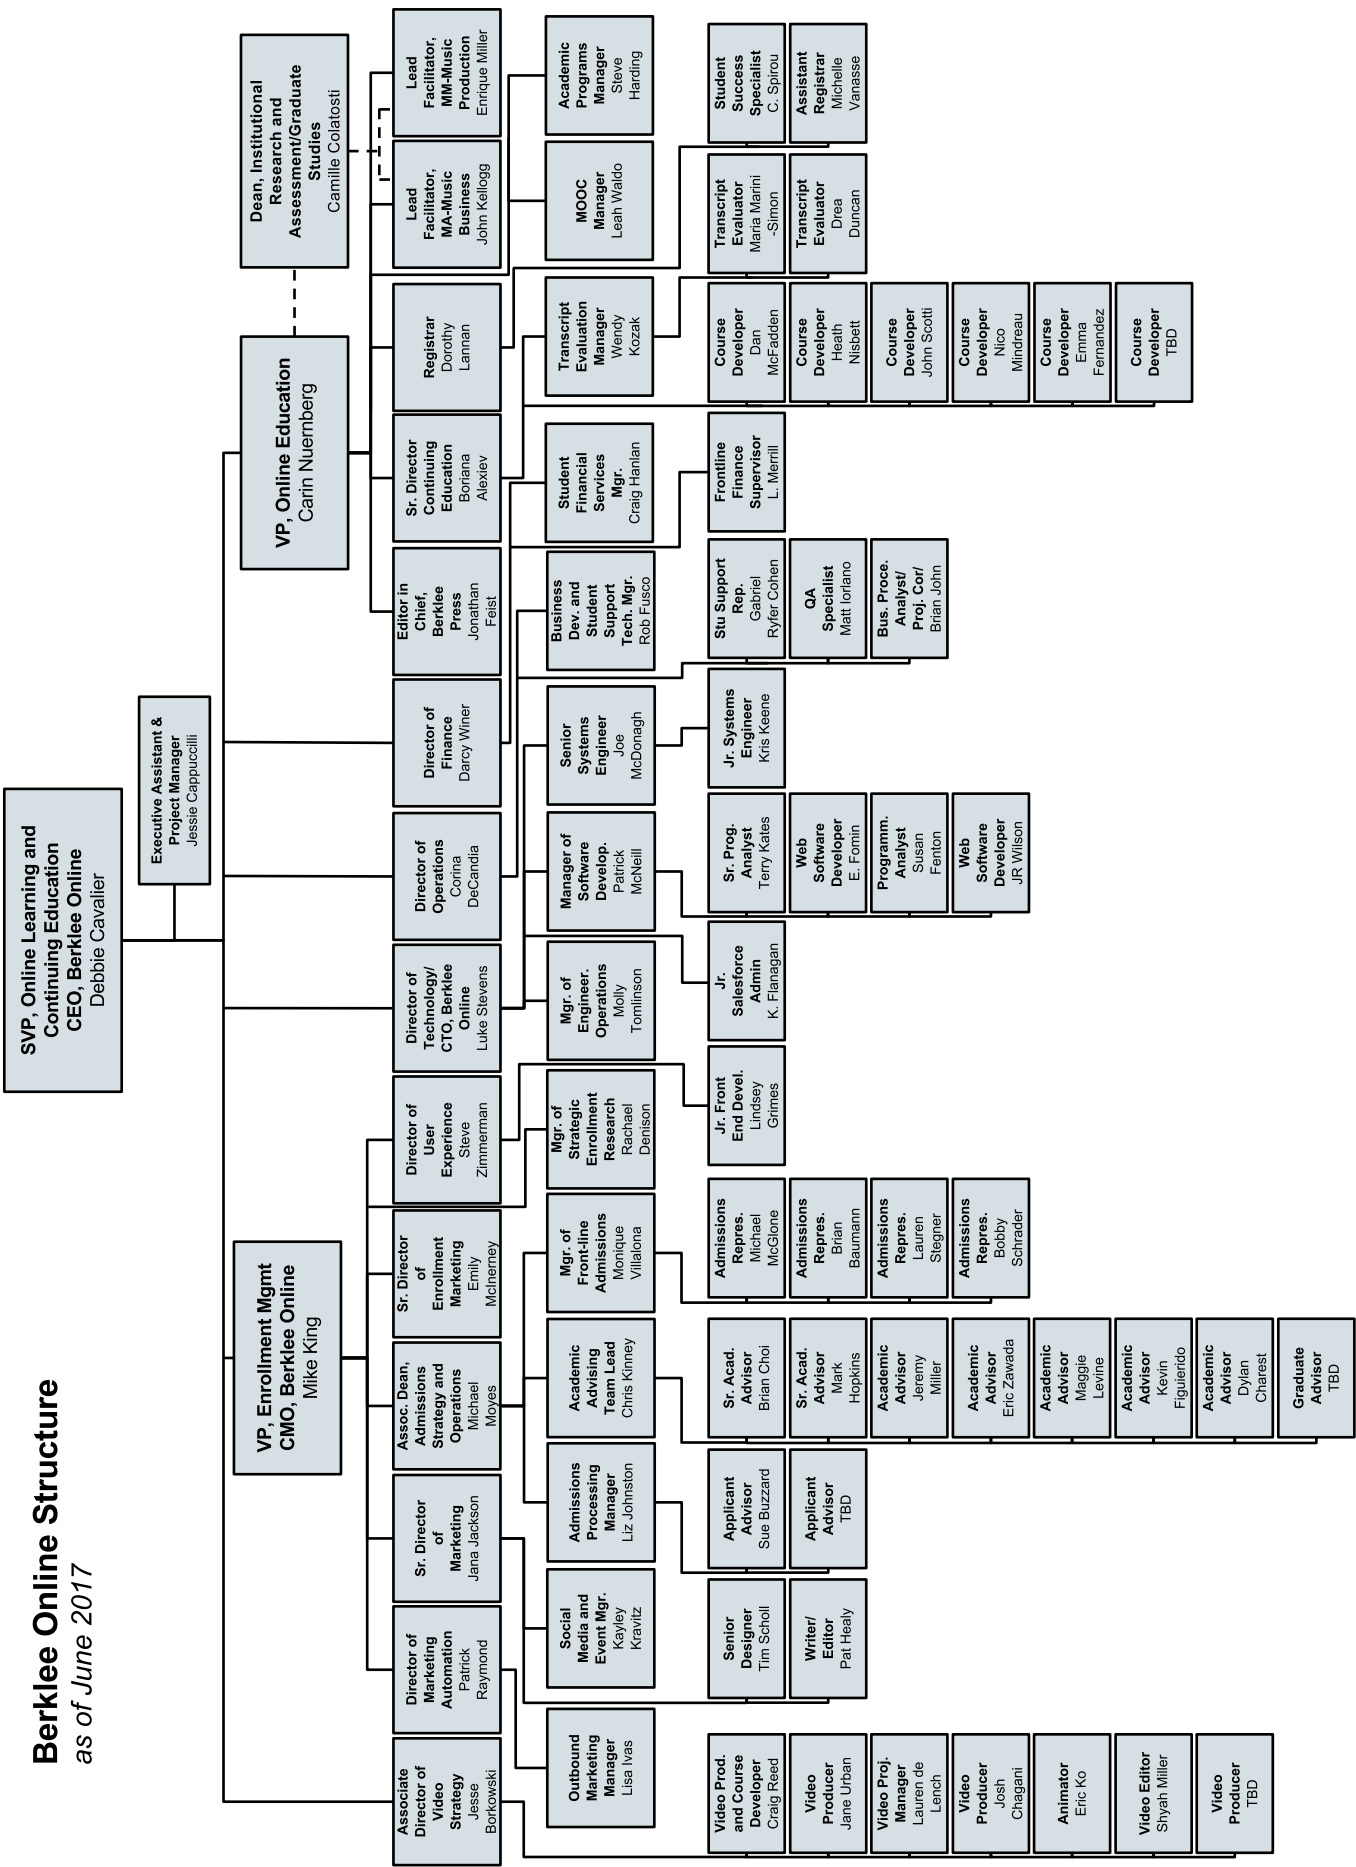 Berklee Online Structure
as of June 2017
SVP, Online Learning and
Continuing Education
CEO, Berklee Online
Debbie Cavalier
Executive Assistant &
Project Manager
Jessie Cappuccilli
VP, Enrollment Mgmt
CMO, Berklee Online
Mike King
VP, Online Education
Carin Nuernberg
Dean, Institutional
Research and
Assessment/Graduate
Studies
Camille Colatosti
Associate
Director of
Video
Strategy
Jesse
Borkowski
Director of
Marketing
Automation
Patrick
Raymond
Sr. Director
of
Marketing
Jana Jackson
Assoc. Dean,
Admissions
Strategy and
Operations
Michael
Moyes
Sr. Director
of
Enrollment
Marketing
Emily
McInerney
Director of
User
Experience
Steve
Zimmerman
Director of
Technology/
CTO, Berklee
Online
Luke Stevens
Director of
Operations
Corina
DeCandia
Director of
Finance
Darcy Winer
Editor in
Chief,
Berklee
Press
Jonathan
Feist
Sr. Director
Continuing
Education
Boriana
Alexiev
Registrar
Dorothy
Lannan
Lead
Facilitator,
MA-Music
Business
John Kellogg
Lead
Facilitator,
MM-Music
Production
Enrique Miller
Outbound
Marketing
Manager
Lisa Ivas
Social
Media and
Event Mgr.
Kayley
Kravitz
Admissions
Processing
Manager
Liz Johnston
Academic
Advising
Team Lead
Chris Kinney
Mgr. of
Front-line
Admissions
Monique
Villalona
Mgr. of
Strategic
Enrollment
Research
Rachael
Denison
Mgr. of
Engineer.
Operations
Molly
Tomlinson
Manager of
Software
Develop.
Patrick
McNeill
Senior
Systems
Engineer
Joe
McDonagh
Business
Dev. and
Student
Support
Tech. Mgr.
Rob Fusco
Student
Financial
Services
Mgr.
Craig Hanlan
Transcript
Evaluation
Manager
Wendy
Kozak
MOOC
Manager
Leah Waldo
Academic
Programs
Manager
Steve
Harding
Video Prod.
and Course
Developer
Craig Reed
Video
Producer
Jane Urban
Video Proj.
Manager
Lauren de
Lench
Video
Producer
Josh
Chagani
Animator
Eric Ko
Video Editor
Shyah Miller
Video
Producer
TBD
Senior
Designer
Tim Scholl
Writer/
Editor
Pat Healy
Applicant
Advisor
Sue Buzzard
Applicant
Advisor
TBD
Sr. Acad.
Advisor
Brian Choi
Sr. Acad.
Advisor
Mark
Hopkins
Academic
Advisor
Jeremy
Miller
Academic
Advisor
Eric Zawada
Academic
Advisor
Maggie
Levine
Academic
Advisor
Kevin
Figuierido
Academic
Advisor
Dylan
Charest
Graduate
Advisor
TBD
Admissions
Repres.
Michael
McGlone
Admissions
Repres.
Brian
Baumann
Admissions
Repres.
Lauren
Stegner
Admissions
Repres.
Bobby
Schrader
Jr. Front
End Devel.
Lindsey
Grimes
Jr.
Salesforce
Admin
K. Flanagan
Sr. Prog.
Analyst
Terry Kates
Web
Software
Developer
E. Fomin
Programm.
Analyst
Susan
Fenton
Web
Software
Developer
JR Wilson
Jr. Systems
Engineer
Kris Keene
Stu Support
Rep.
Gabriel
Ryfer Cohen
QA
Specialist
Matt Iorlano
Bus. Proce.
Analyst/
Proj. Cor/
Brian John
Frontline
Finance
Supervisor
L. Merrill
Course
Developer
Dan
McFadden
Course
Developer
Heath
Nisbett
Course
Developer
John Scotti
Course
Developer
Nico
Mindreau
Course
Developer
Emma
Fernandez
Course
Developer
TBD
Transcript
Evaluator
Maria Marini
-Simon
Transcript
Evaluator
Drea
Duncan
Student
Success
Specialist
C. Spirou
Assistant
Registrar
Michelle
Vanasse